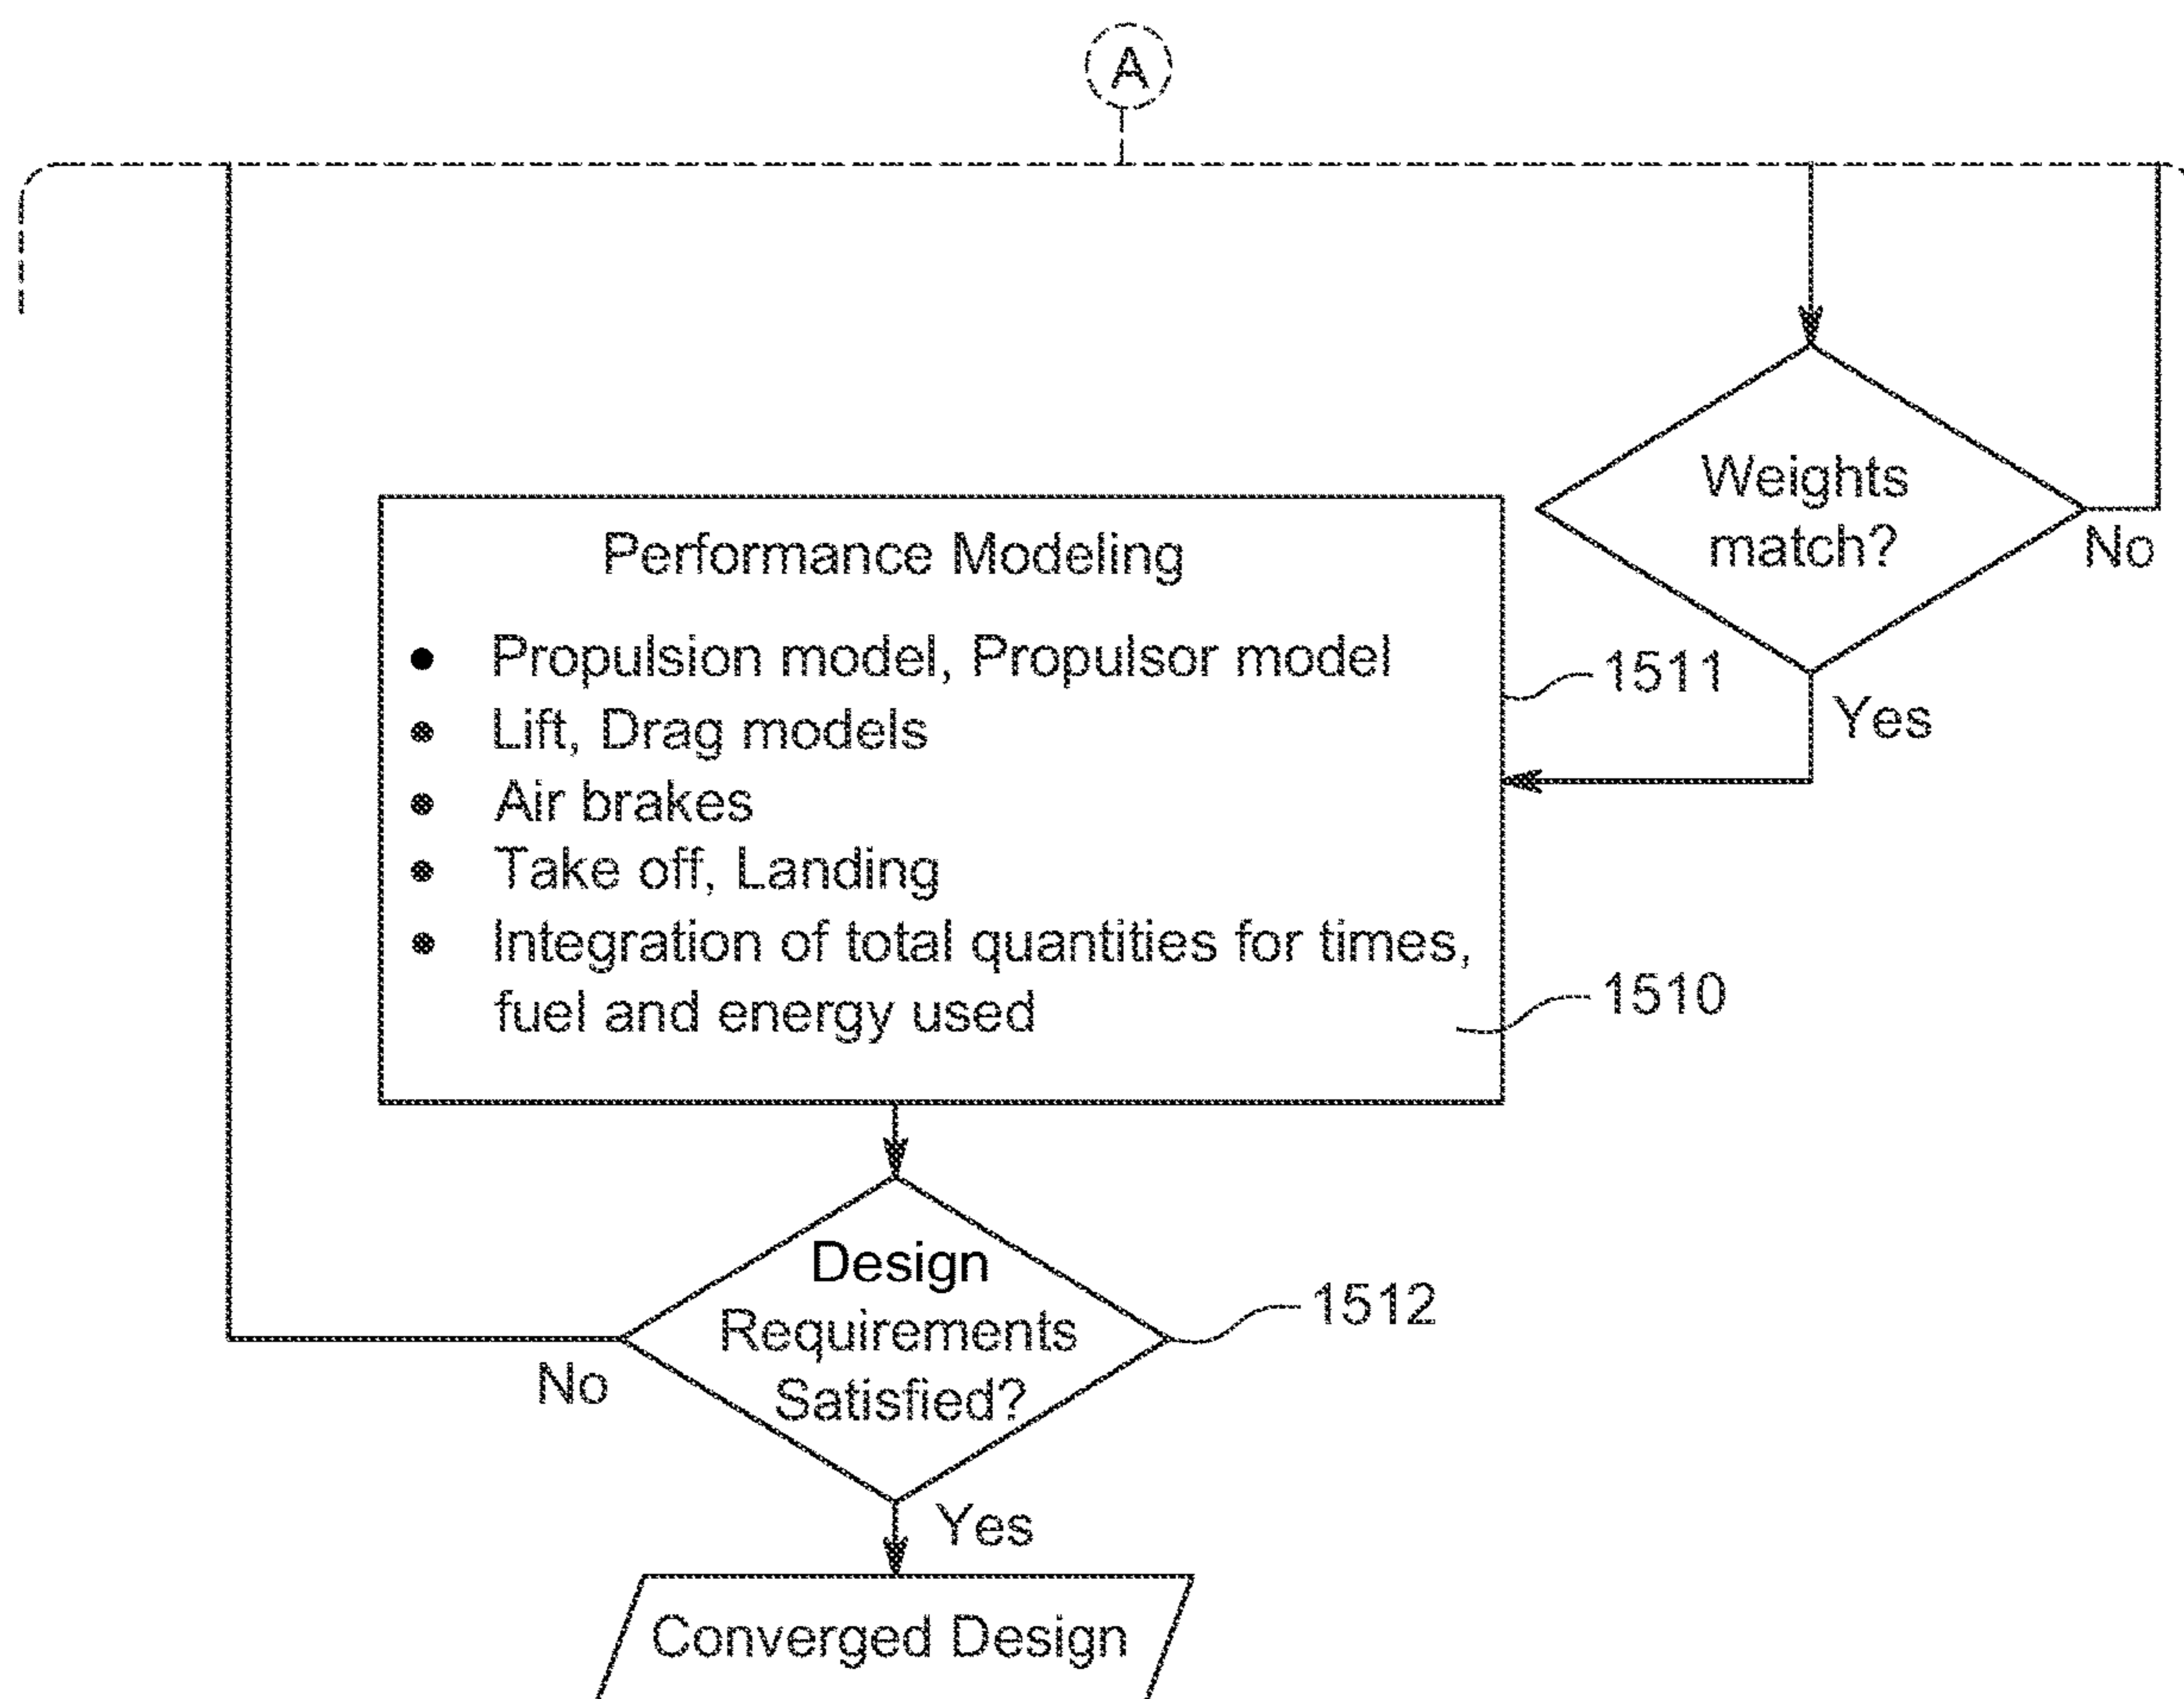 A
Weights
match?
No
Yes
Performance Modeling
• Propulsion model, Propulsor model
• Lift, Drag models
• Air brakes
• Take off, Landing
• Integration of total quantities for times,
fuel and energy used
1511
1510
Design
Requirements
Satisfied?
1512
No
Yes
Converged Design